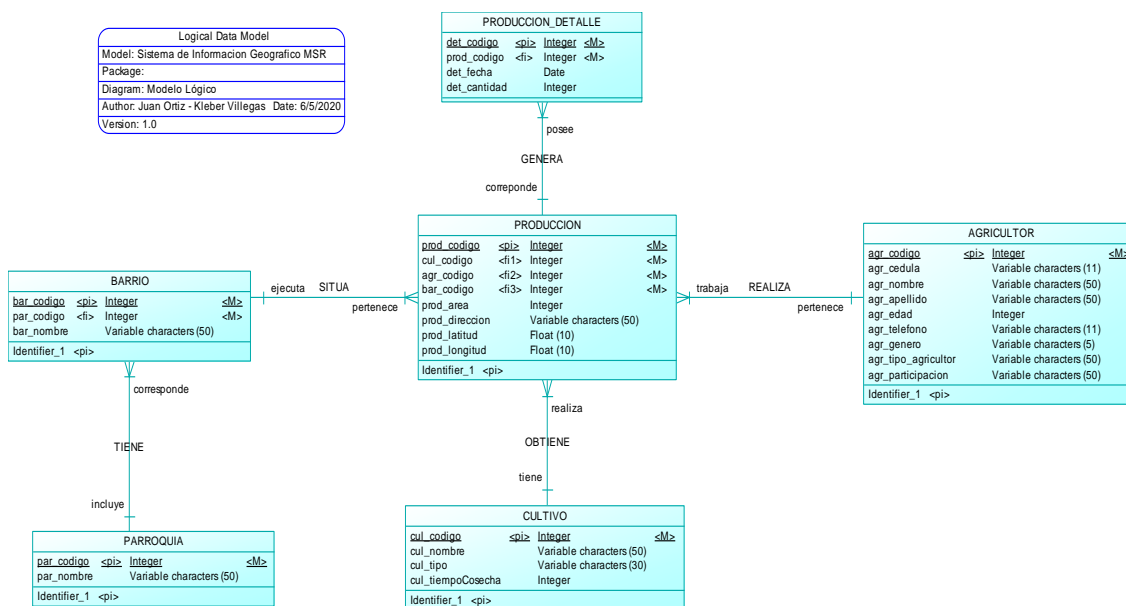 PRODUCCION_DETALLE
det_codigo <pi> Integer <M>
prod_codigo <fi> Integer <M>
det_fecha Date
det_cantidad Integer
Logical Data Model
Model: Sistema de Informacion Geografico MSR
Package:
Diagram: Modelo Lógico
Author: Juan Ortiz - Kleber Villegas Date: 6/5/2020
Version: 1.0
posee
GENERA
correponde
PRODUCCION
prod_codigo <pi> Integer <M>
cul_codigo <fi1> Integer <M>
agr_codigo <fi2> Integer <M>
bar_codigo <fi3> Integer <M>
prod_area Integer
prod_direccion Variable characters (50)
prod_latitud Float (10)
prod_longitud Float (10)
Identifier_1 <pi>
AGRICULTOR
agr_codigo <pi> Integer <M>
agr_cedula Variable characters (11)
agr_nombre Variable characters (50)
agr_apellido Variable characters (50)
agr_edad Integer
agr_telefono Variable characters (11)
agr_genero Variable characters (5)
agr_tipo_agricultor Variable characters (50)
agr_participacion Variable characters (50)
Identifier_1 <pi>
BARRIO
bar_codigo <pi> Integer <M>
par_codigo <fi> Integer <M>
bar_nombre Variable characters (50)
Identifier_1 <pi>
ejecuta SITUA
pertenece
trabaja REALIZA
pertenece
corresponde
TIENE
incluye
realiza
OBTIENE
tiene
PARROQUIA
par_codigo <pi> Integer <M>
par_nombre Variable characters (50)
Identifier_1 <pi>
CULTIVO
cul_codigo <pi> Integer <M>
cul_nombre Variable characters (50)
cul_tipo Variable characters (30)
cul_tiempoCosecha Integer
Identifier_1 <pi>